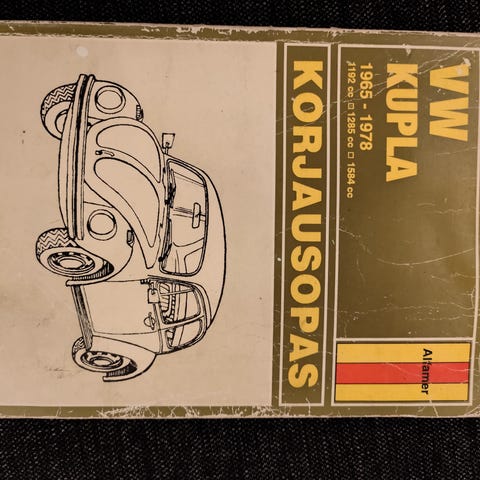 VW
KUPLA
1965 - 1978
1192 cc □ 1285 cc □ 1584 cc
Alfamer
KORJAUSOPAS